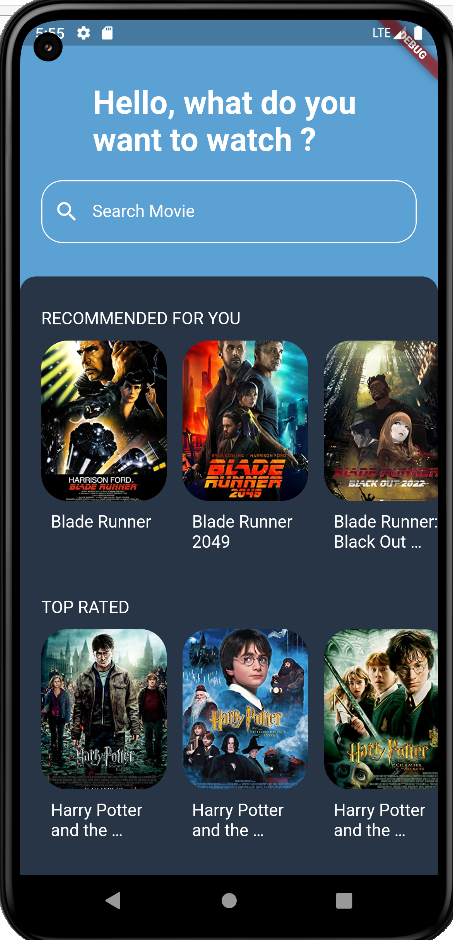 5:55
LTE
DEBUG
Hello, what do you
want to watch ?
Search Movie
RECOMMENDED FOR YOU
HARRISON FORD
BLADE RUNNER
HARRISON FORD
BLADE
RUNNER
2049
BLADE RUNNER
BLACK OUT 2022
Blade Runner
Blade Runner
2049
Blade Runner:
Black Out ...
TOP RATED
Harry Potter
Harry Potter
Harry Potter
Harry Potter
and the ...
Harry Potter
and the ...
Harry Potter
and the ...